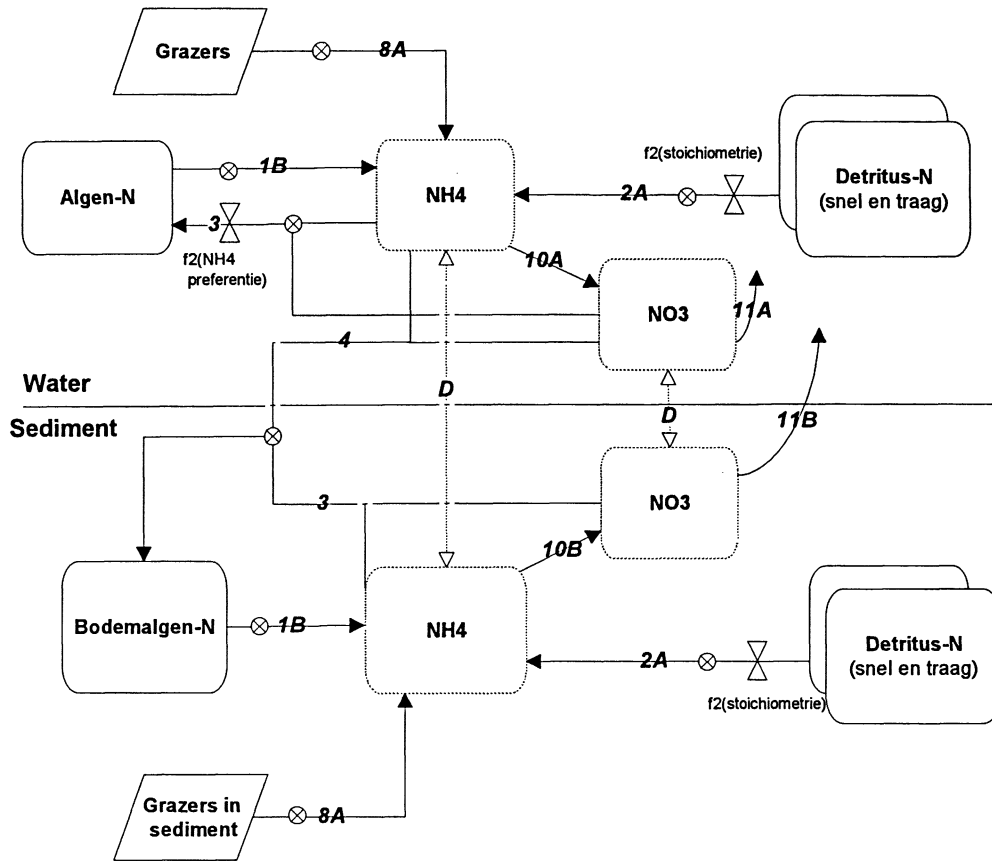 Grazers
8A
Algen-N
1B
NH4
f2(stoichiometrie)
2A
Detritus-N
(snel en traag)
3
f2(NH4
preferentie)
10A
NO3
11A
4
Water
D
D
Sediment
11B
NO3
3
10B
Bodemalgen-N
1B
NH4
2A
Detritus-N
(snel en traag)
f2(stoichiometrie)
Grazers in
sediment
8A